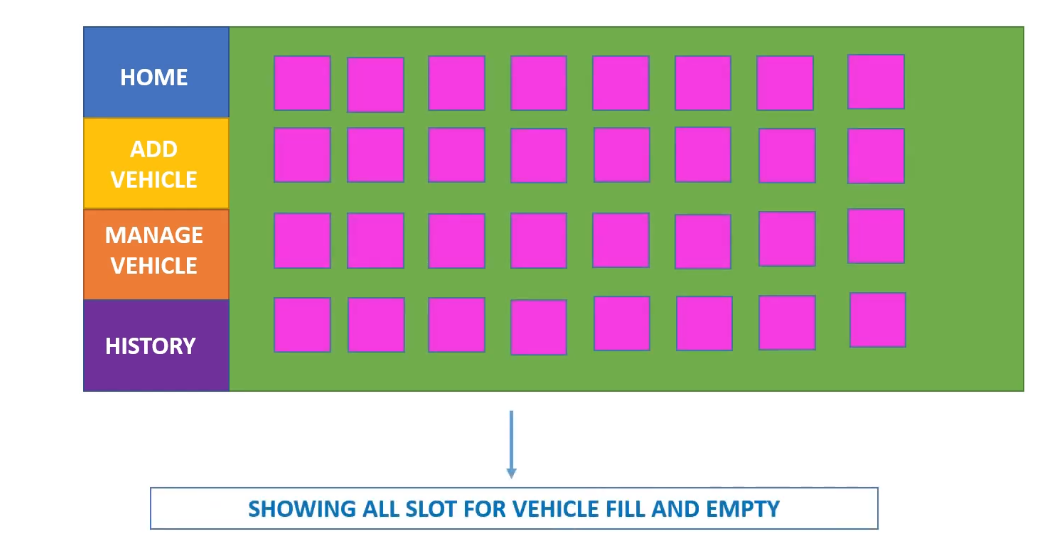 HOME
ADD
VEHICLE
MANAGE
VEHICLE
HISTORY
SHOWING ALL SLOT FOR VEHICLE FILL AND EMPTY